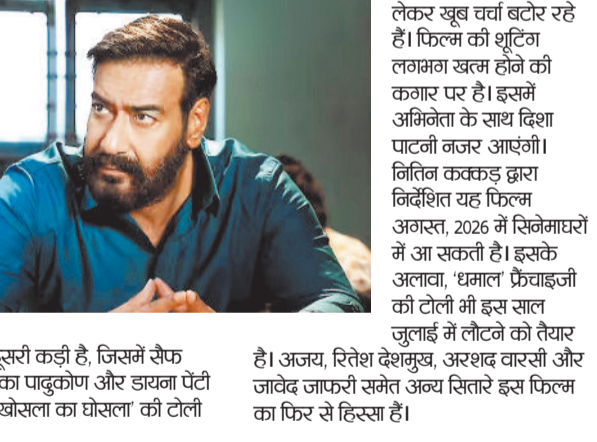 लेकर खूब चर्चा बटोर रहे
हैं। फिल्म की शूटिंग
लगभग खत्म होने की
कगार पर है। इसमें
अभिनेता के साथ दिशा
पाटनी नजर आएंगी।
नितिन कक्कड़ द्वारा
निर्देशित यह फिल्म
अगस्त, 2026 में सिनेमाघरों
में आ सकती है। इसके
अलावा, ‘धमाल’ फ्रैंचाइजी
की टोली भी इस साल
जुलाई में लौटने को तैयार
है। अजय, रितेश देशमुख, अरशद वारसी और
जावेद जाफरी समेत अन्य सितारे इस फिल्म
का फिर से हिस्सा हैं।
कड़ी है, जिसमें सैफ
पादुकोण और डायना पेंटी
खोसला का घोसला’ की टोली